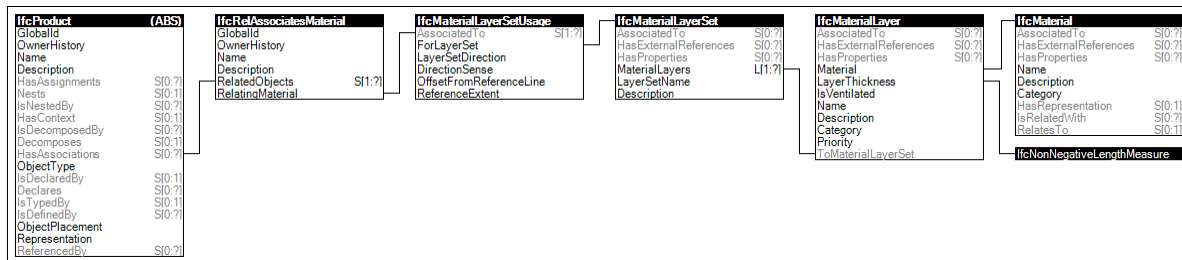 IfcProduct (ABS)
GlobalId
OwnerHistory
Name
Description
HasAssignments S[0:?]
Nests S[0:1]
IsNestedBy S[0:?]
HasContext S[0:1]
IsDecomposedBy S[0:?]
Decomposes S[0:1]
HasAssociations S[0:?]
ObjectType
IsDeclaredBy S[0:1]
Declares S[0:?]
IsTypedBy S[0:1]
IsDefinedBy S[0:?]
ObjectPlacement
Representation
ReferencedBy S[0:?]
IfcRelAssociatesMaterial
GlobalId
OwnerHistory
Name
Description
RelatedObjects S[1:?]
RelatingMaterial
IfcMaterialLayerSetUsage
AssociatedTo S[1:?]
ForLayerSet
LayerSetDirection
DirectionSense
OffsetFromReferenceLine
ReferenceExtent
IfcMaterialLayerSet
AssociatedTo S[0:?]
HasExternalReferences S[0:?]
HasProperties S[0:?]
MaterialLayers L[1:?]
LayerSetName
Description
IfcMaterialLayer
AssociatedTo S[0:?]
HasExternalReferences S[0:?]
HasProperties S[0:?]
Material
LayerThickness
IsVentilated
Name
Description
Category
Priority
ToMaterialLayerSet
IfcMaterial
AssociatedTo S[0:?]
HasExternalReferences S[0:?]
HasProperties S[0:?]
Name
Description
Category
HasRepresentation S[0:1]
IsRelatedWith S[0:?]
RelatesTo S[0:1]
IfcNonNegativeLengthMeasure